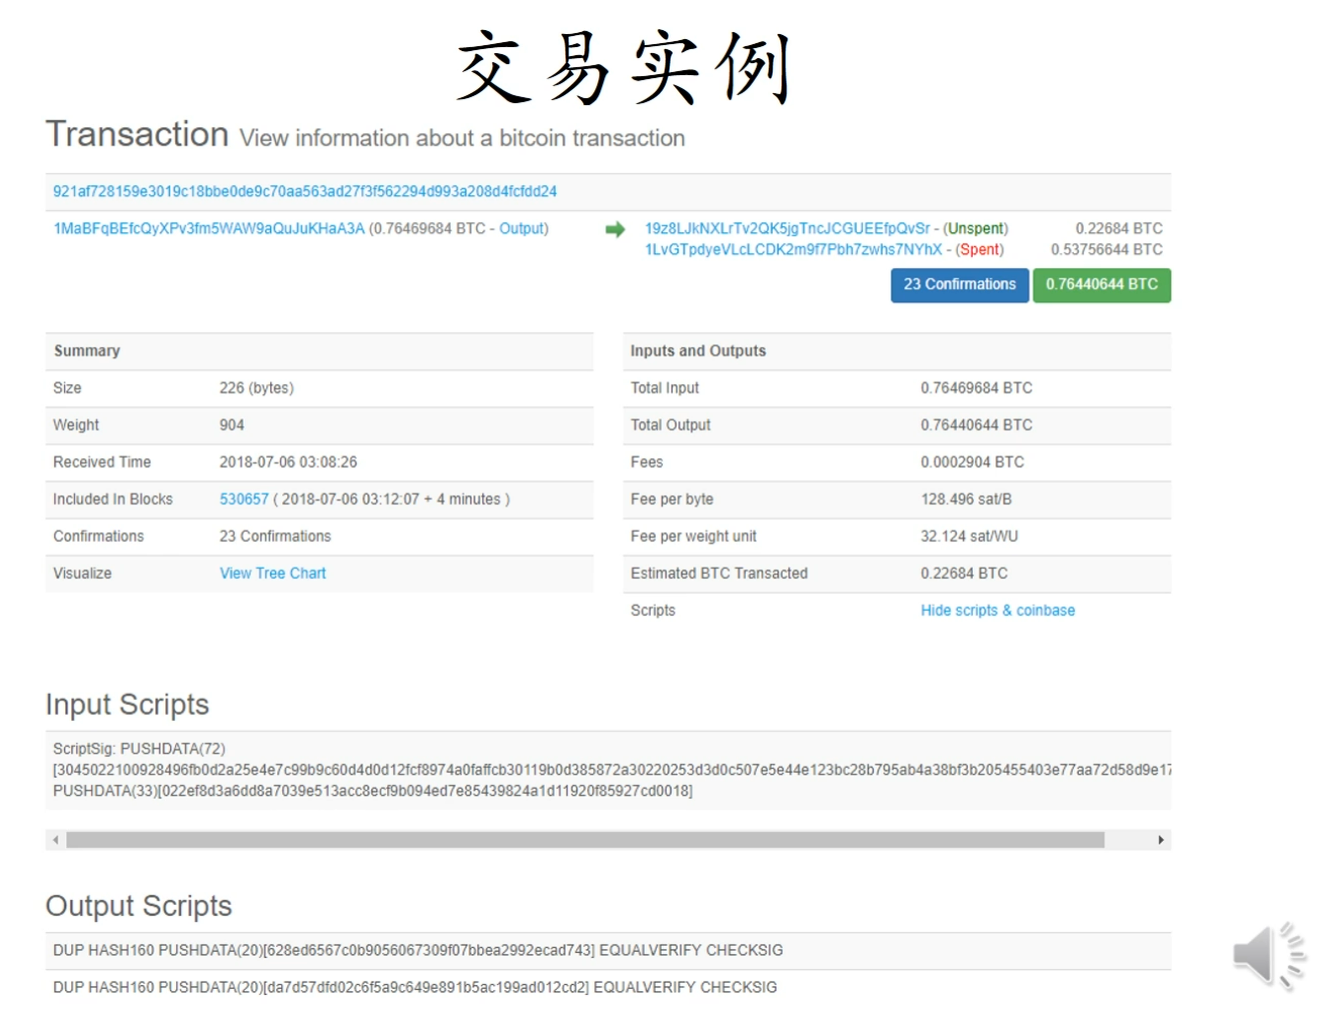 交易实例
Transaction View information about a bitcoin transaction
921af728159e3019c18bbe0de9c70aa563ad27f3f562294d993a208d4fcfdd24
1MaBFqBEfcQyXPv3fm5WAW9aQuJuKHaA3A (0.76469684 BTC - Output)
19z8LJkNXLrTv2QK5jgTncJCGUEEfpQvSr - (Unspent) 0.22684 BTC
1LvGTpdyeVLcLCDK2m9f7Pbh7zwhs7NYhX - (Spent) 0.53756644 BTC
23 Confirmations 0.76440644 BTC
Summary
Size 226 (bytes)
Weight 904
Received Time 2018-07-06 03:08:26
Included In Blocks 530657 ( 2018-07-06 03:12:07 + 4 minutes )
Confirmations 23 Confirmations
Visualize View Tree Chart
Inputs and Outputs
Total Input 0.76469684 BTC
Total Output 0.76440644 BTC
Fees 0.0002904 BTC
Fee per byte 128.496 sat/B
Fee per weight unit 32.124 sat/WU
Estimated BTC Transacted 0.22684 BTC
Scripts Hide scripts & coinbase
Input Scripts
ScriptSig: PUSHDATA(72)
[3045022100928496fb0d2a25e4e7c99b9c60d4d0d12fcf8974a0faffcb30119b0d385872a30220253d3d0c507e5e44e123bc28b795ab4a38bf3b205455403e77aa72d58d9e17
PUSHDATA(33)[022ef8d3a6dd8a7039e513acc8ecf9b094ed7e85439824a1d11920f85927cd0018]
Output Scripts
DUP HASH160 PUSHDATA(20)[628ed6567c0b9056067309f07bbea2992ecad743] EQUALVERIFY CHECKSIG
DUP HASH160 PUSHDATA(20)[da7d57dfd02c6f5a9c649e891b5ac199ad012cd2] EQUALVERIFY CHECKSIG